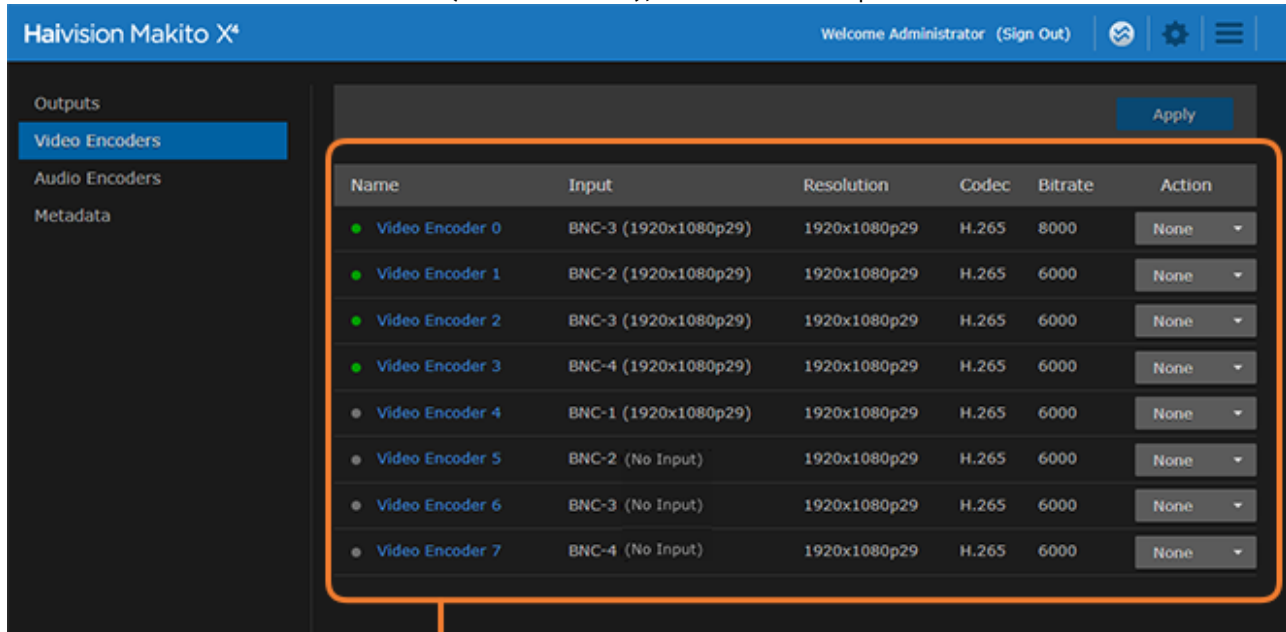 Haivision Makito X⁴ Welcome Administrator (Sign Out)
Outputs
Apply
Video Encoders
Audio Encoders
Metadata
Name Input Resolution Codec Bitrate Action
Video Encoder 0 BNC-3 (1920x1080p29) 1920x1080p29 H.265 8000 None
Video Encoder 1 BNC-2 (1920x1080p29) 1920x1080p29 H.265 6000 None
Video Encoder 2 BNC-3 (1920x1080p29) 1920x1080p29 H.265 6000 None
Video Encoder 3 BNC-4 (1920x1080p29) 1920x1080p29 H.265 6000 None
Video Encoder 4 BNC-1 (1920x1080p29) 1920x1080p29 H.265 6000 None
Video Encoder 5 BNC-2 (No Input) 1920x1080p29 H.265 6000 None
Video Encoder 6 BNC-3 (No Input) 1920x1080p29 H.265 6000 None
Video Encoder 7 BNC-4 (No Input) 1920x1080p29 H.265 6000 None